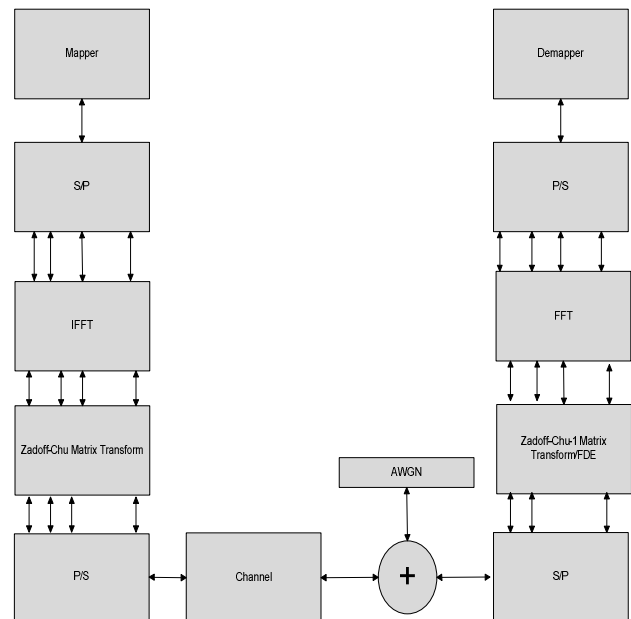 Mapper
S/P
IFFT
Zadoff-Chu Matrix Transform
P/S
Channel
AWGN
+
Demapper
P/S
FFT
Zadoff-Chu-1 Matrix
Transform/FDE
S/P